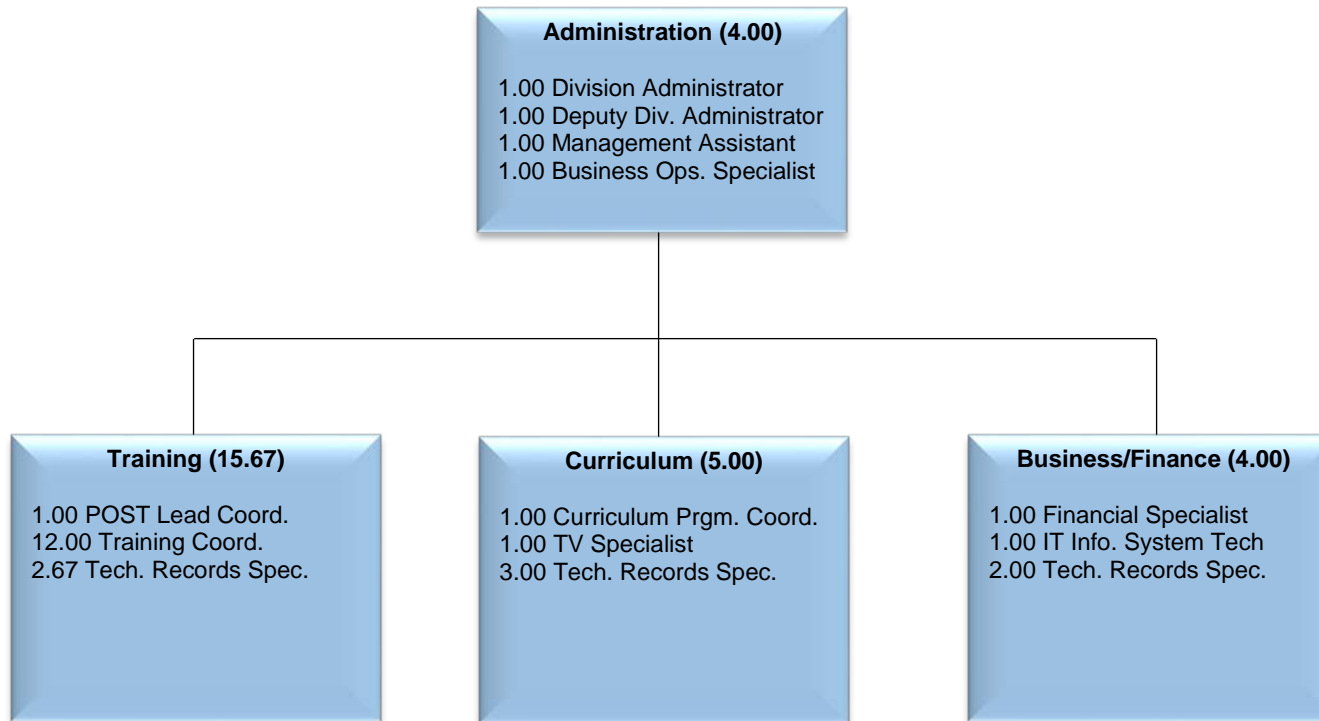 Administration (4.00)
1.00 Division Administrator
1.00 Deputy Div. Administrator
1.00 Management Assistant
1.00 Business Ops. Specialist
Training (15.67)
1.00 POST Lead Coord.
12.00 Training Coord.
2.67 Tech. Records Spec.
Curriculum (5.00)
1.00 Curriculum Prgm. Coord.
1.00 TV Specialist
3.00 Tech. Records Spec.
Business/Finance (4.00)
1.00 Financial Specialist
1.00 IT Info. System Tech
2.00 Tech. Records Spec.